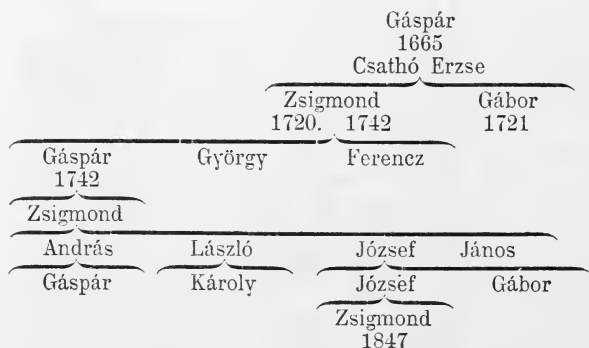 Gáspár
1665
Csathó Erzse
Zsigmond Gábor
1720. 1742 1721
Gáspár György Ferencz
1742
Zsigmond
András László József János
Gáspár Károly József Gábor
Zsigmond
1847